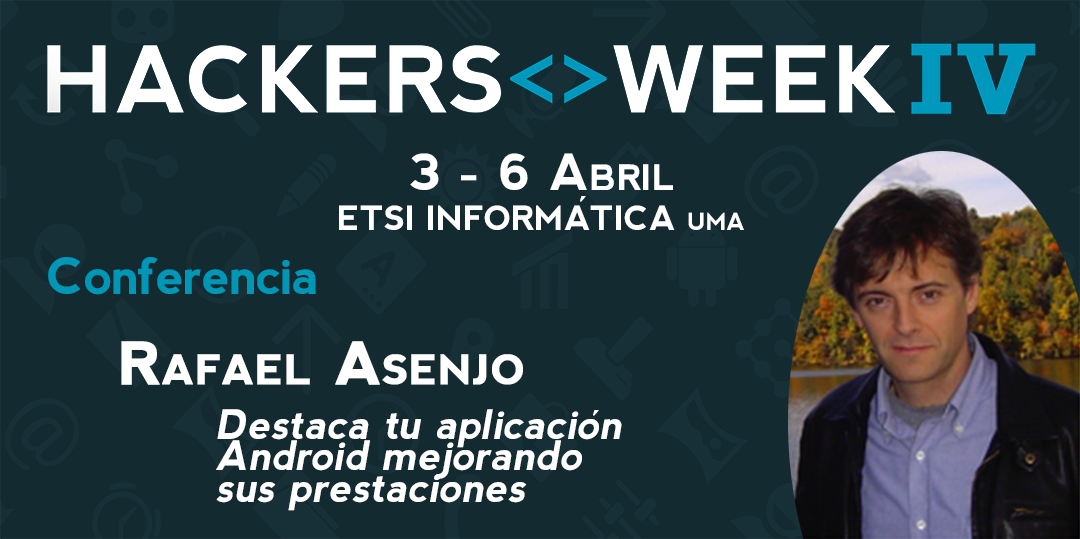 HACKERS<>WEEK IV
3 - 6 ABRIL
ETSI INFORMÁTICA UMA
Conferencia
RAFAEL ASENJO
Destaca tu aplicación
Android mejorando
sus prestaciones